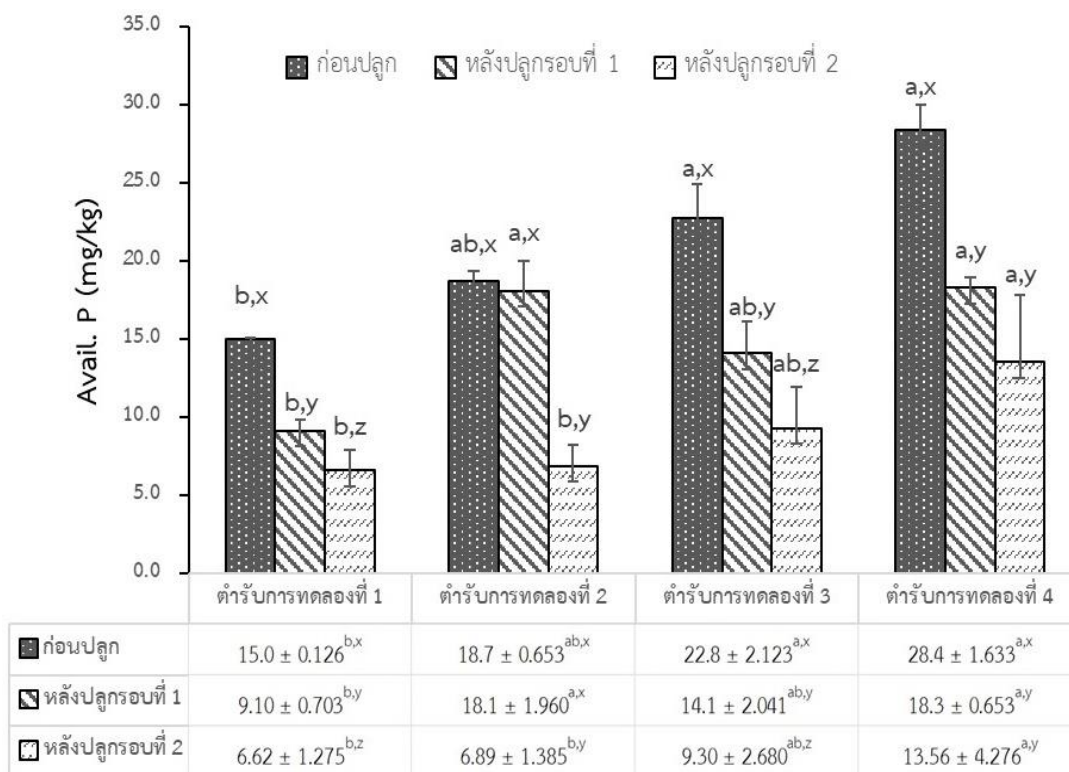 35.0
ก่อนปลูก หลังปลูกรอบที่ 1 หลังปลูกรอบที่ 2
30.0
a,x
25.0
a,x
Avail. P (mg/kg)
20.0
ab,x a,x
a,y
a,y
b,x
15.0
ab,y
ab,z
10.0
b,y
b,z
b,y
5.0
0.0
ตำรับการทดลองที่ 1 ตำรับการทดลองที่ 2 ตำรับการทดลองที่ 3 ตำรับการทดลองที่ 4
ก่อนปลูก 15.0 ± 0.126b,x 18.7 ± 0.653ab,x 22.8 ± 2.123a,x 28.4 ± 1.633a,x
หลังปลูกรอบที่ 1 9.10 ± 0.703b,y 18.1 ± 1.960a,x 14.1 ± 2.041ab,y 18.3 ± 0.653a,y
หลังปลูกรอบที่ 2 6.62 ± 1.275b,z 6.89 ± 1.385b,y 9.30 ± 2.680ab,z 13.56 ± 4.276a,y